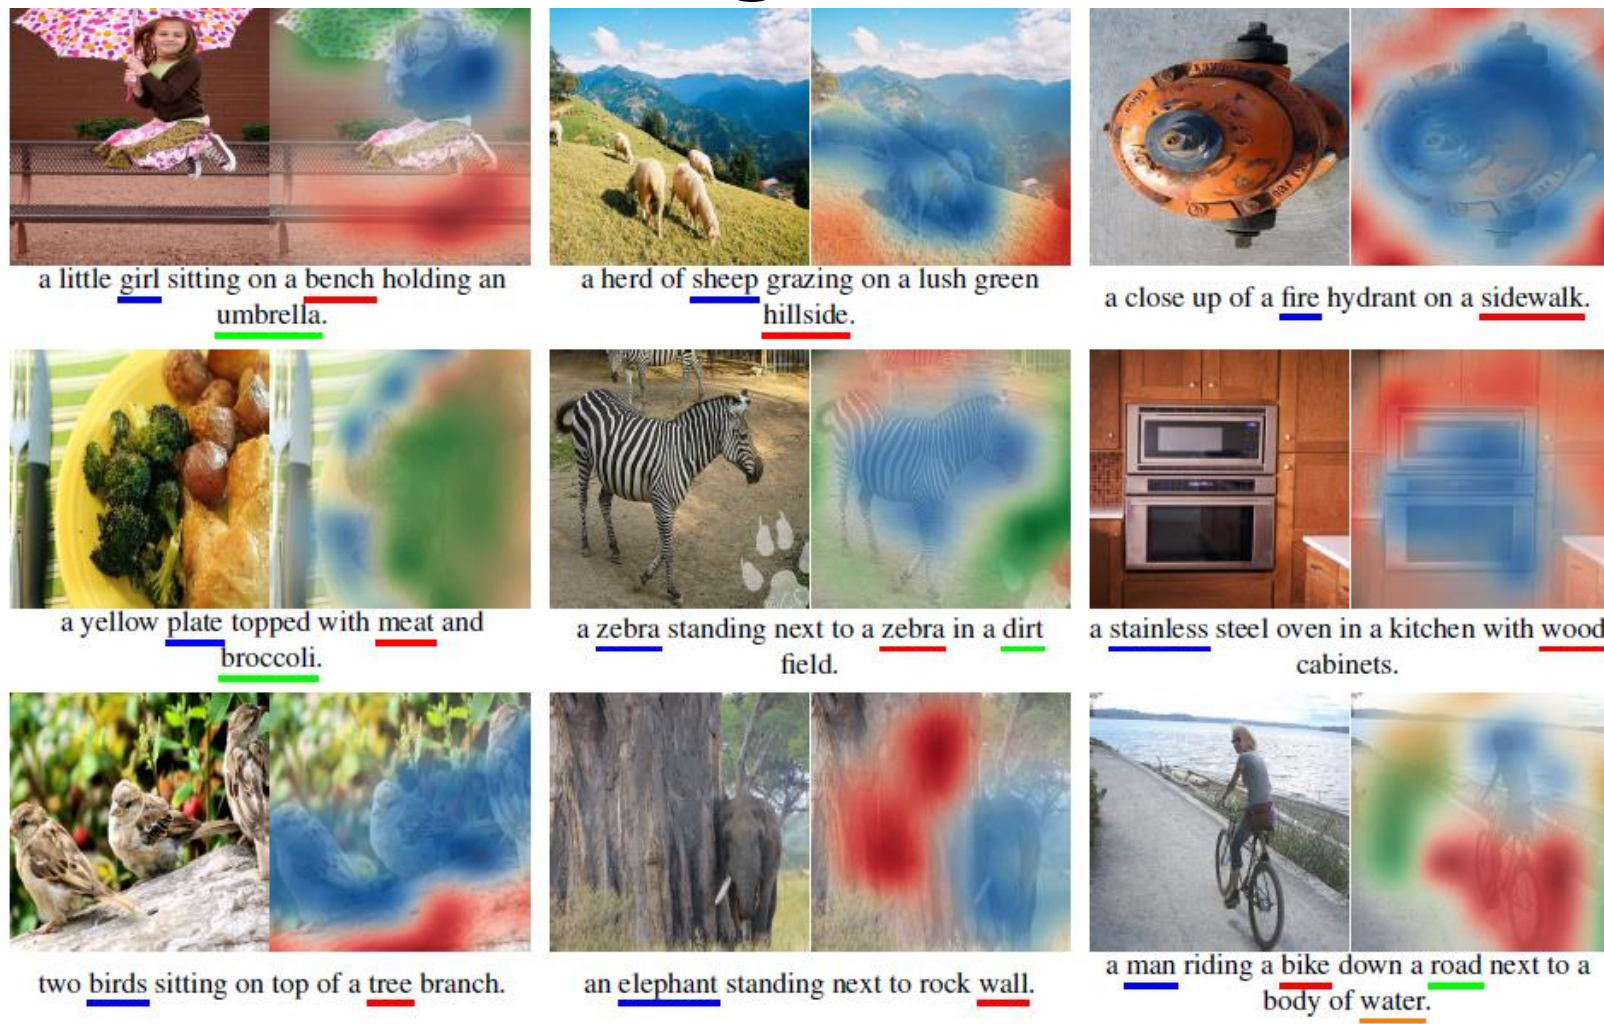 a little girl sitting on a bench holding an
umbrella.
a herd of sheep grazing on a lush green
hillside.
a close up of a fire hydrant on a sidewalk.
a yellow plate topped with meat and
broccoli.
a zebra standing next to a zebra in a dirt
field.
a stainless steel oven in a kitchen with wood
cabinets.
two birds sitting on top of a tree branch.
an elephant standing next to rock wall.
a man riding a bike down a road next to a
body of water.